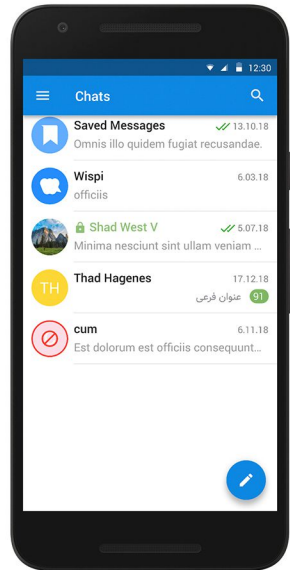 12:30
Chats
Saved Messages 13.10.18
Omnis illo quidem fugiat recusandae.
Wispi 6.03.18
officiis
Shad West V 5.07.18
Minima nesciunt sint ullam veniam ...
TH Thad Hagenes 17.12.18
عنوان فرعی 91
cum 6.11.18
Est dolorum est officiis consequunt...